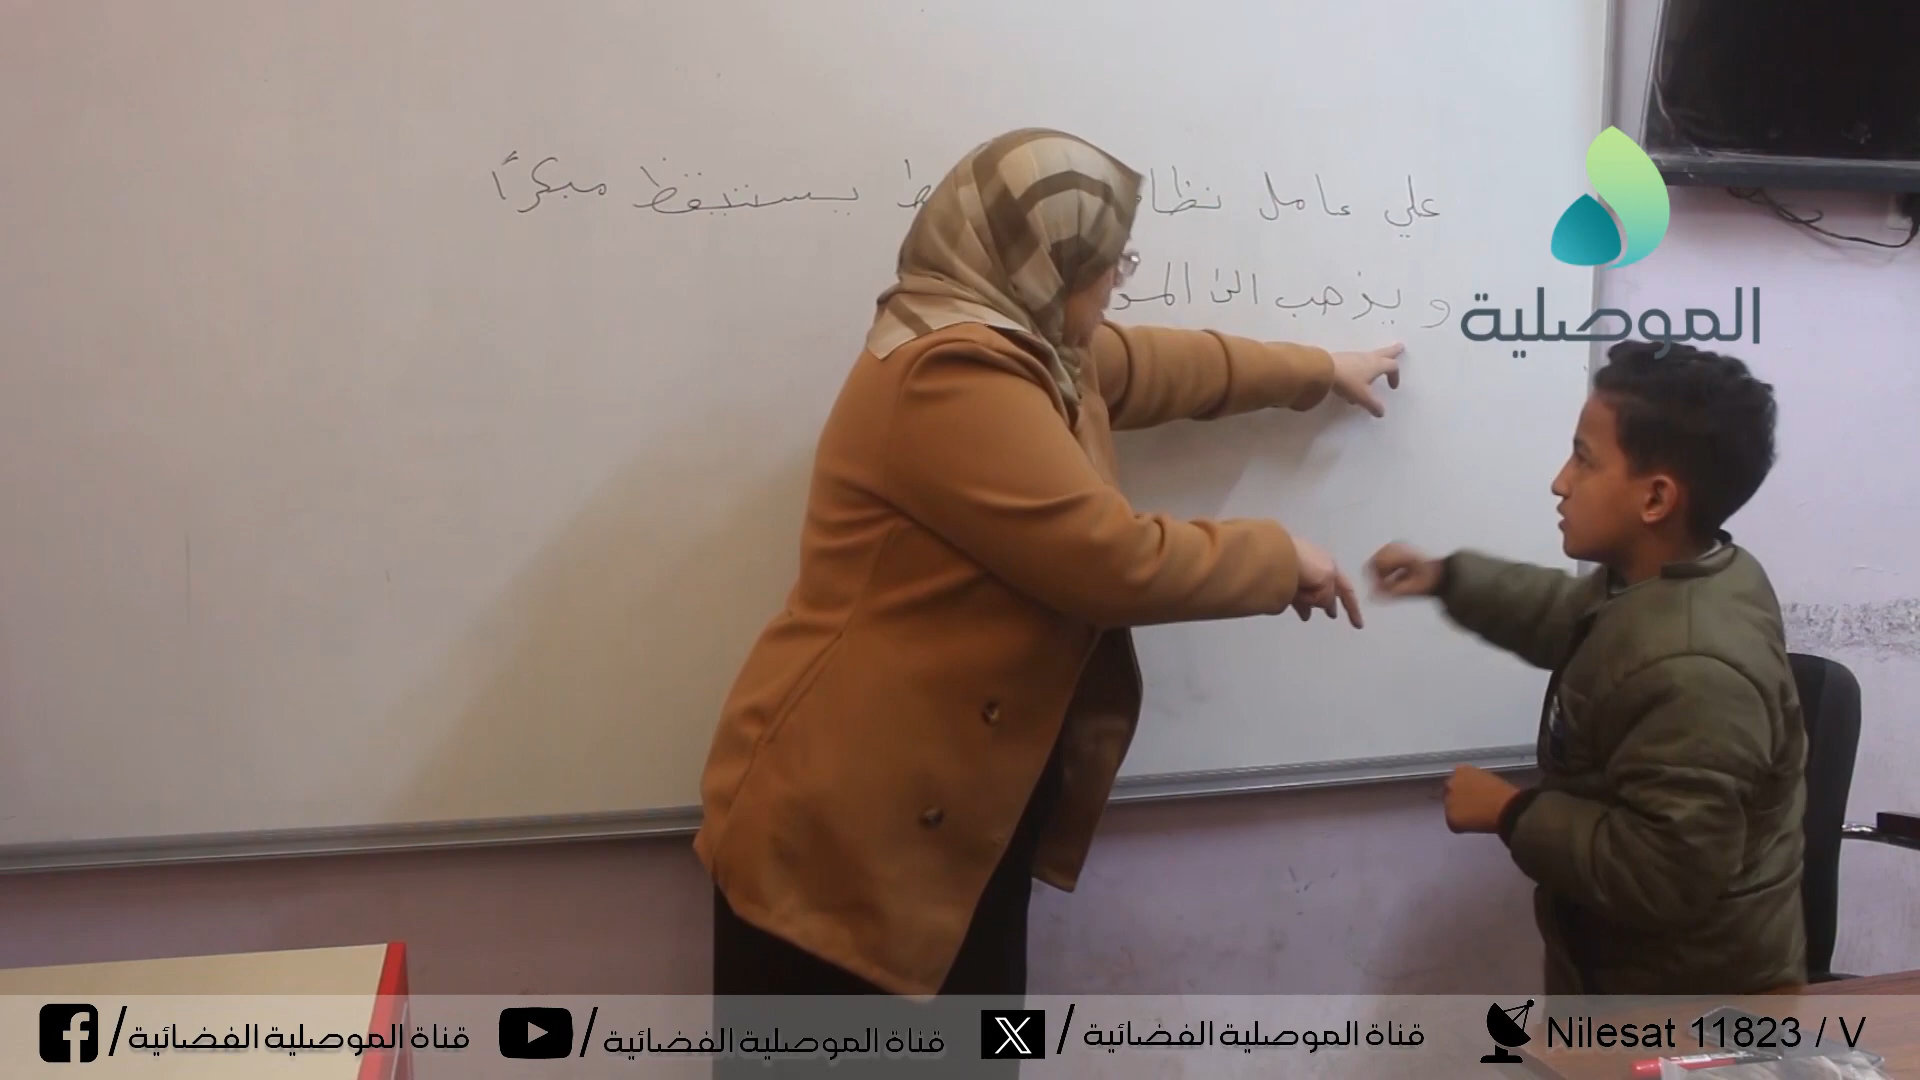 علي عامل نظا ط يستيقظ مبكرًا
و يذهب الى المو
الموصلية
/قناة الموصلية الفضائية
/قناة الموصلية الفضائية
X /قناة الموصلية الفضائية
Nilesat 11823 / V